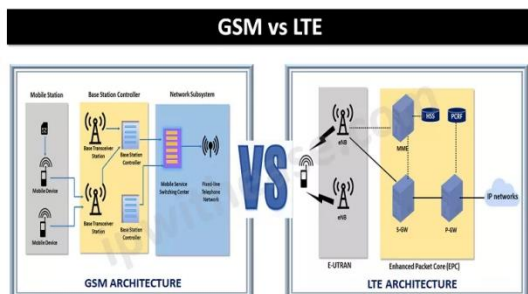 GSM vs LTE
Mobile Station
Base Station Controller
Network Subsystem
Base Transceiver Station
Base Station Controller
Mobile Device
Mobile Service Switching Center
Fixed-line Telephone Network
Base Transceiver Station
Base Station Controller
Mobile Device
GSM ARCHITECTURE
VS
eNB
eNB
E-UTRAN
MME
HSS
PCRF
S-GW
P-GW
IP networks
Enhanced Packet Core (EPC)
LTE ARCHITECTURE
ipwithease.com